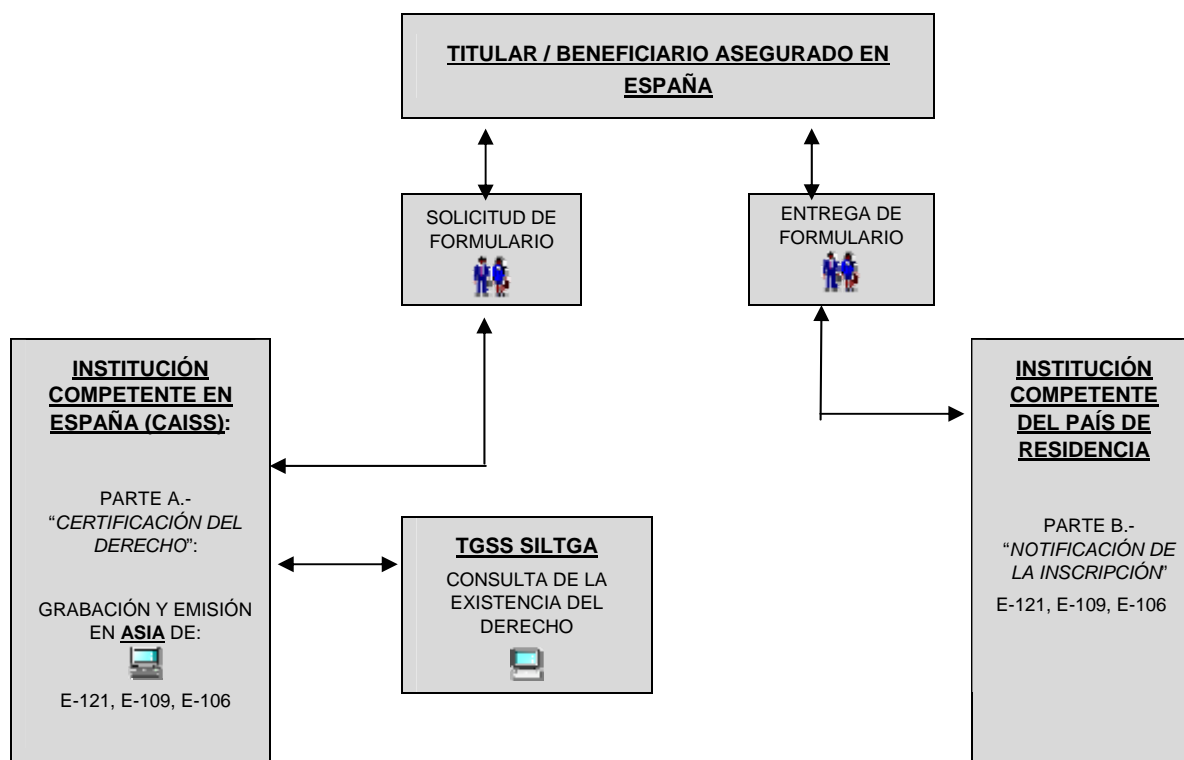 TITULAR / BENEFICIARIO ASEGURADO EN
ESPAÑA
SOLICITUD DE
FORMULARIO
ENTREGA DE
FORMULARIO
INSTITUCIÓN
COMPETENTE EN
ESPAÑA (CAISS):
PARTE A.-
“CERTIFICACIÓN DEL
DERECHO”:
GRABACIÓN Y EMISIÓN
EN ASIA DE:
E-121, E-109, E-106
TGSS SILTGA
CONSULTA DE LA
EXISTENCIA DEL
DERECHO
INSTITUCIÓN
COMPETENTE
DEL PAÍS DE
RESIDENCIA
PARTE B.-
“NOTIFICACIÓN DE
LA INSCRIPCIÓN”
E-121, E-109, E-106